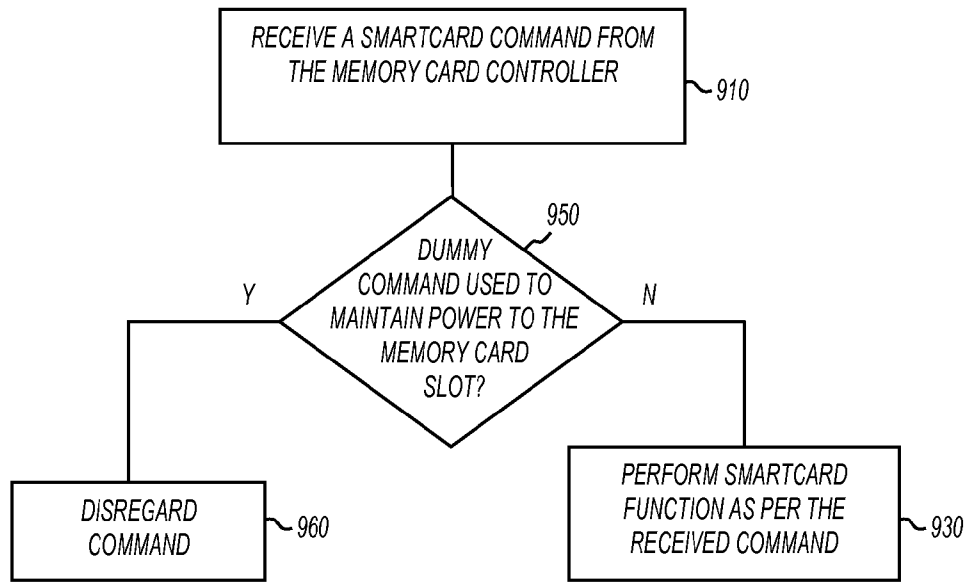 RECEIVE A SMARTCARD COMMAND FROM
THE MEMORY CARD CONTROLLER
910
950
DUMMY
COMMAND USED TO
MAINTAIN POWER TO THE
MEMORY CARD
SLOT?
Y
N
DISREGARD
COMMAND
960
PERFORM SMARTCARD
FUNCTION AS PER THE
RECEIVED COMMAND
930